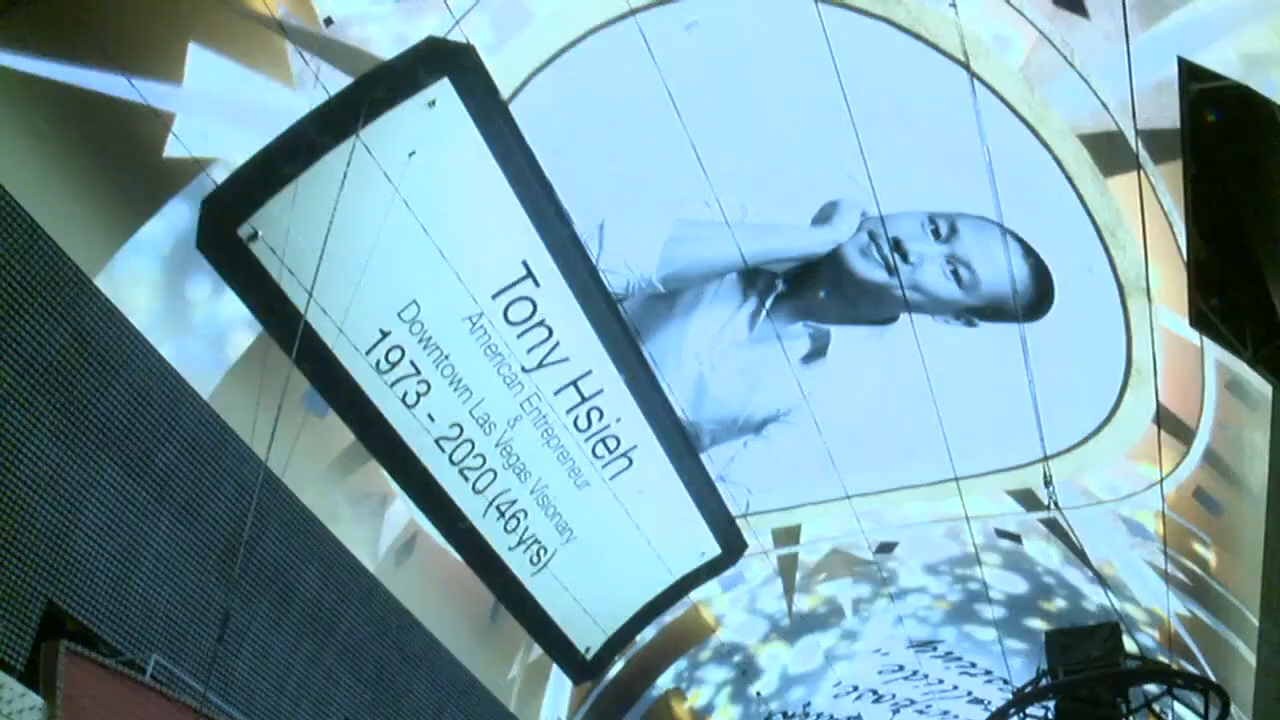 Tony Hsieh
American Entrepreneur
&
Downtown Las Vegas Visionary
1973 - 2020 (46yrs)